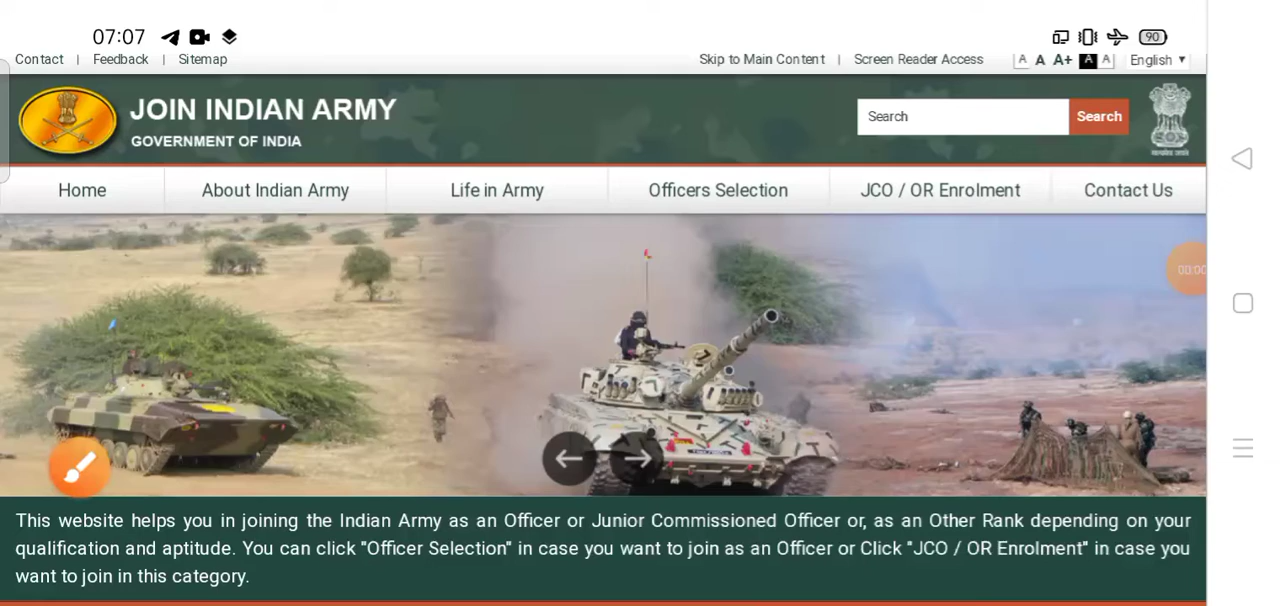 07:07
90
Contact | Feedback | Sitemap
Skip to Main Content | Screen Reader Access
A A A+ A A English ▼
JOIN INDIAN ARMY
GOVERNMENT OF INDIA
Search Search
Home About Indian Army Life in Army Officers Selection JCO / OR Enrolment Contact Us
00:00
This website helps you in joining the Indian Army as an Officer or Junior Commissioned Officer or, as an Other Rank depending on your
qualification and aptitude. You can click "Officer Selection" in case you want to join as an Officer or Click "JCO / OR Enrolment" in case you
want to join in this category.